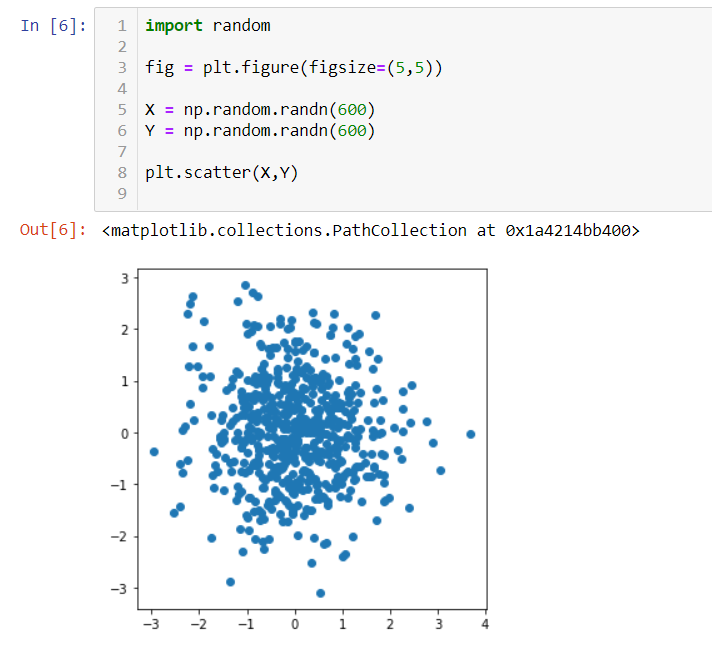 In [6]:
1 import random
2
3 fig = plt.figure(figsize=(5,5))
4
5 X = np.random.randn(600)
6 Y = np.random.randn(600)
7
8 plt.scatter(X,Y)
9
Out[6]: <matplotlib.collections.PathCollection at 0x1a4214bb400>
3
2
1
0
−1
−2
−3
−3 −2 −1 0 1 2 3 4